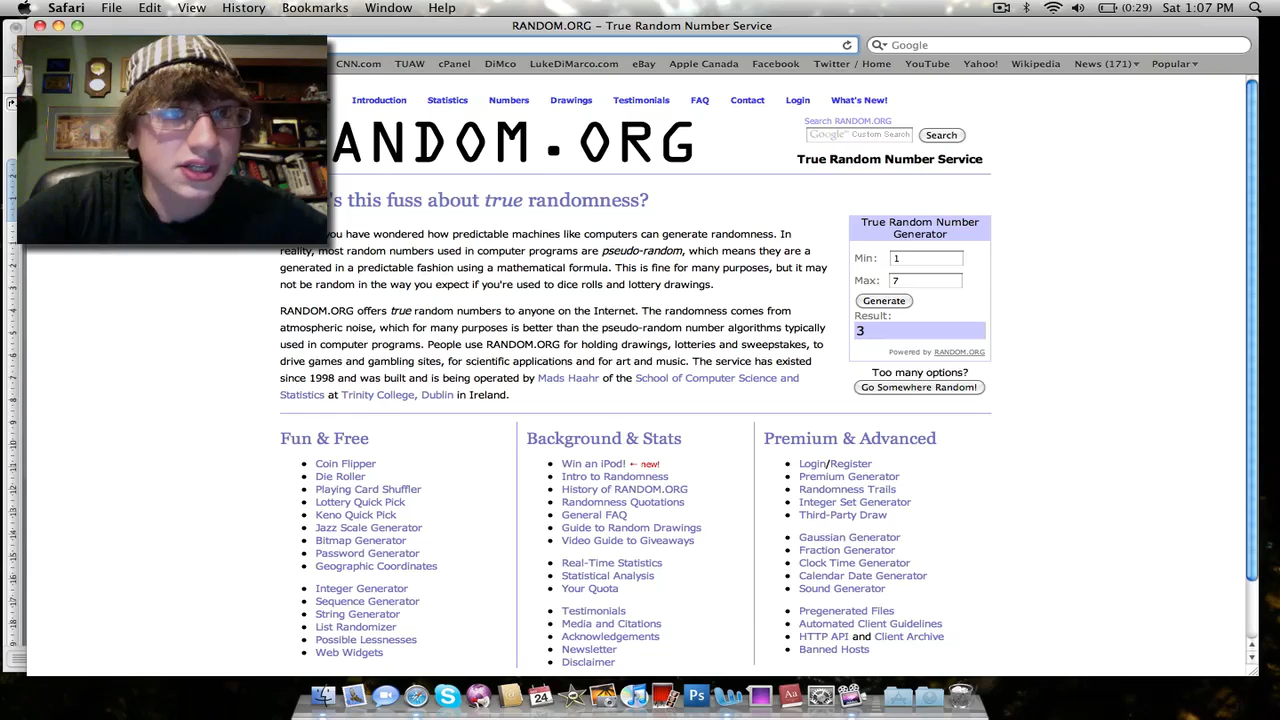 Safari File Edit View History Bookmarks Window Help (0:29) Sat 1:07 PM
RANDOM.ORG – True Random Number Service
Google
CNN.com TUAW cPanel DiMco LukeDiMarco.com eBay Apple Canada Facebook Twitter / Home YouTube Yahoo! Wikipedia News (171) Popular
Introduction Statistics Numbers Drawings Testimonials FAQ Contact Login What's New!
Search RANDOM.ORG
Google™ Custom Search Search
ANDOM.ORG
True Random Number Service
's this fuss about true randomness?
you have wondered how predictable machines like computers can generate randomness. In
reality, most random numbers used in computer programs are pseudo-random, which means they are a
generated in a predictable fashion using a mathematical formula. This is fine for many purposes, but it may
not be random in the way you expect if you're used to dice rolls and lottery drawings.
RANDOM.ORG offers true random numbers to anyone on the Internet. The randomness comes from
atmospheric noise, which for many purposes is better than the pseudo-random number algorithms typically
used in computer programs. People use RANDOM.ORG for holding drawings, lotteries and sweepstakes, to
drive games and gambling sites, for scientific applications and for art and music. The service has existed
since 1998 and was built and is being operated by Mads Haahr of the School of Computer Science and
Statistics at Trinity College, Dublin in Ireland.
True Random Number
Generator
Min: 1
Max: 7
Generate
Result:
3
Powered by RANDOM.ORG
Too many options?
Go Somewhere Random!
Fun & Free
Coin Flipper
Die Roller
Playing Card Shuffler
Lottery Quick Pick
Keno Quick Pick
Jazz Scale Generator
Bitmap Generator
Password Generator
Geographic Coordinates
Integer Generator
Sequence Generator
String Generator
List Randomizer
Possible Lessnesses
Web Widgets
Background & Stats
Win an iPod! ← new!
Intro to Randomness
History of RANDOM.ORG
Randomness Quotations
General FAQ
Guide to Random Drawings
Video Guide to Giveaways
Real-Time Statistics
Statistical Analysis
Your Quota
Testimonials
Media and Citations
Acknowledgements
Newsletter
Disclaimer
Premium & Advanced
Login/Register
Premium Generator
Randomness Trails
Integer Set Generator
Third-Party Draw
Gaussian Generator
Fraction Generator
Clock Time Generator
Calendar Date Generator
Sound Generator
Pregenerated Files
Automated Client Guidelines
HTTP API and Client Archive
Banned Hosts
24
Ps